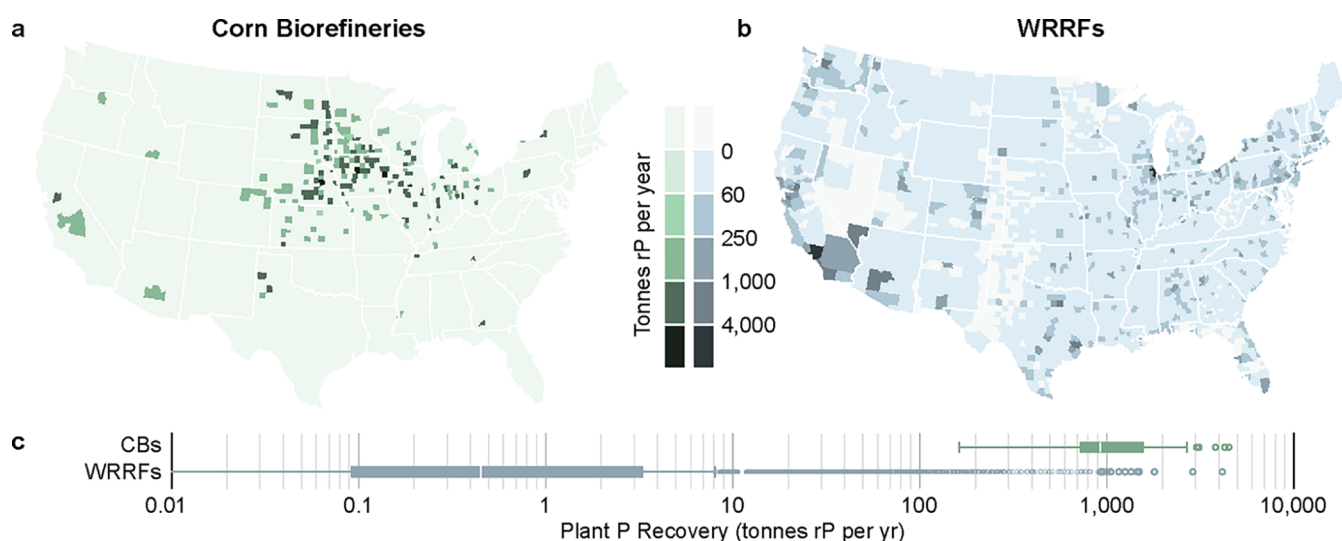 a
Corn Biorefineries
b
WRRFs
Tonnes rP per year
0
60
250
1,000
4,000
c
CBs
WRRFs
0.01
0.1
1
10
100
1,000
10,000
Plant P Recovery (tonnes rP per yr)